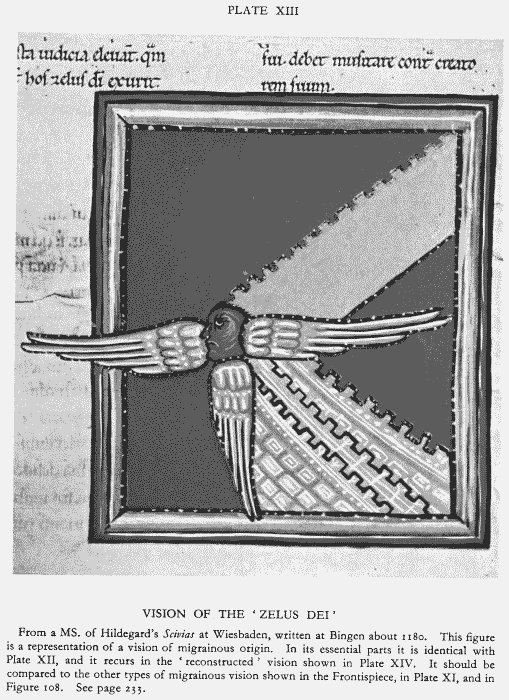 PLATE XIII
ſta iudicia eleuat. qm̄
hoſ zeluſ dī exurit:
ſui. debet muſitare creato
rem ſuum.
VISION OF THE ‘ZELUS DEI’
From a MS. of Hildegard’s Scivias at Wiesbaden, written at Bingen about 1180. This figure
is a representation of a vision of migrainous origin. In its essential parts it is identical with
Plate XII, and it recurs in the ‘reconstructed’ vision shown in Plate XIV. It should be
compared to the other types of migrainous vision shown in the Frontispiece, in Plate XI, and in
Figure 108. See page 233.